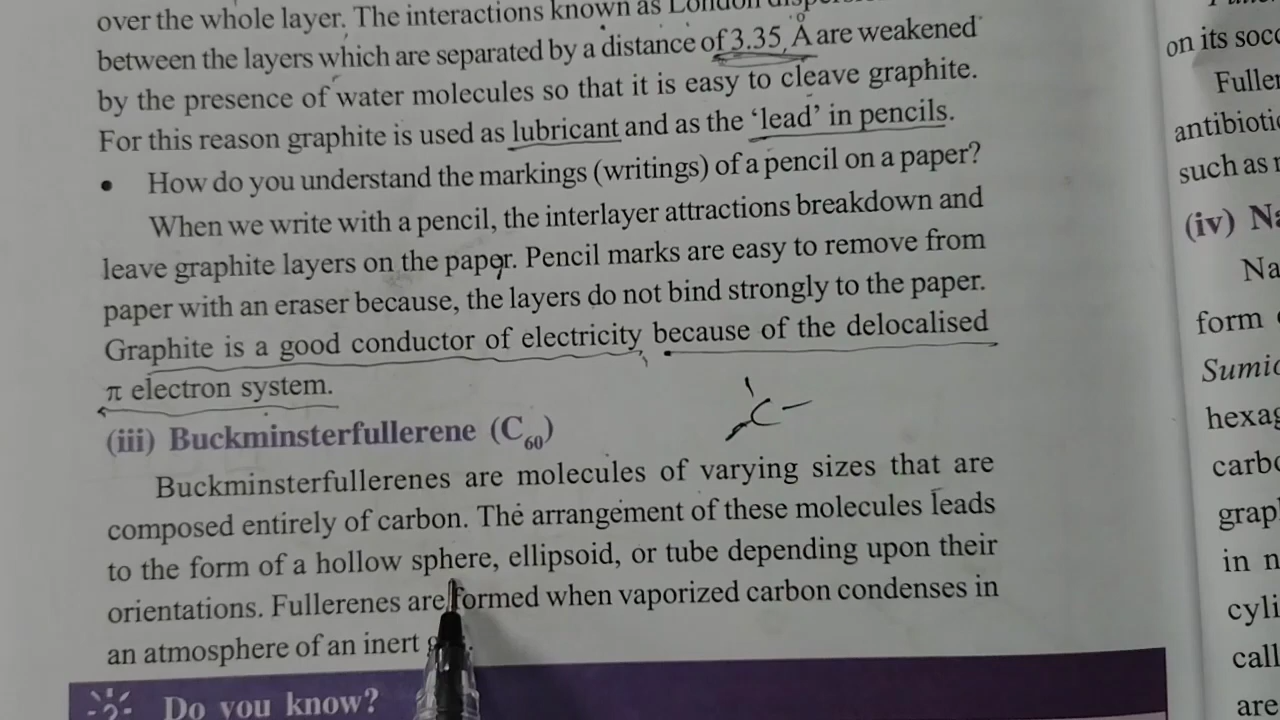 over the whole layer. The interactions known as London
between the layers which are separated by a distance of 3.35 Å are weakened
by the presence of water molecules so that it is easy to cleave graphite.
For this reason graphite is used as lubricant and as the ‘lead’ in pencils.
• How do you understand the markings (writings) of a pencil on a paper?
When we write with a pencil, the interlayer attractions breakdown and
leave graphite layers on the paper. Pencil marks are easy to remove from
paper with an eraser because, the layers do not bind strongly to the paper.
Graphite is a good conductor of electricity because of the delocalised
π electron system.
C
(iii) Buckminsterfullerene (C60)
Buckminsterfullerenes are molecules of varying sizes that are
composed entirely of carbon. The arrangement of these molecules leads
to the form of a hollow sphere, ellipsoid, or tube depending upon their
orientations. Fullerenes are formed when vaporized carbon condenses in
an atmosphere of an inert
Do you know?
on its socc
Fuller
antibiotic
such as
(iv) Na
Na
form
Sumic
hexag
carbo
grap
in n
cyli
call
are